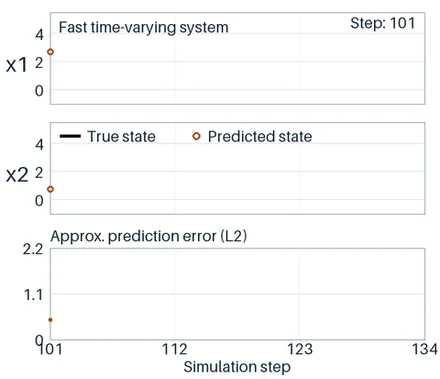 Fast time-varying system
Step: 101
4
x1 2
0
True state
Predicted state
4
x2 2
0
Approx. prediction error (L2)
2.2
1.1
0
101 112 123 134
Simulation step